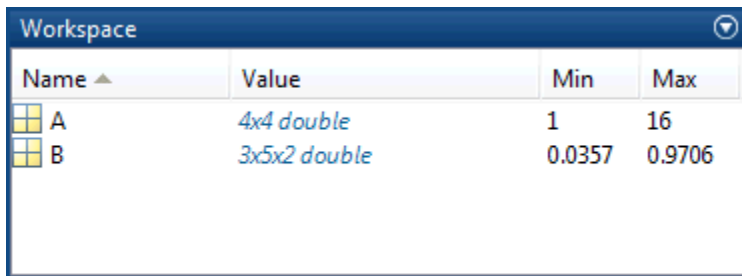 Workspace
Name Value Min Max
A 4x4 double 1 16
B 3x5x2 double 0.0357 0.9706